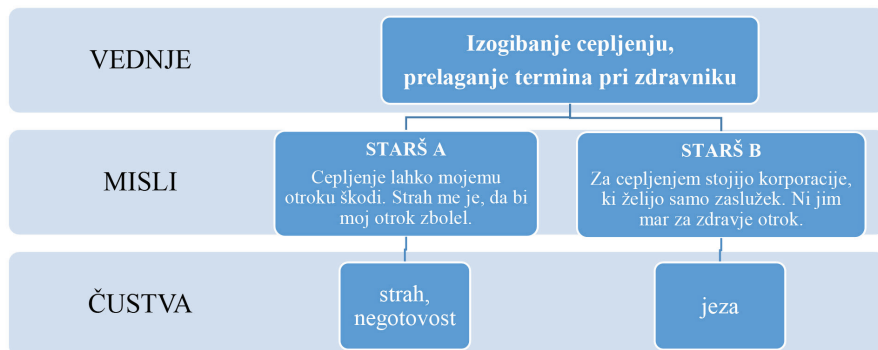 VEDNJE
Izogibanje cepljenju,
prelaganje termina pri zdravniku
MISLI
STARŠ A
Cepljenje lahko mojemu
otroku škodi. Strah me je, da bi
moj otrok zbolel.
STARŠ B
Za cepljenjem stojijo korporacije,
ki želijo samo zaslužek. Ni jim
mar za zdravje otrok.
ČUSTVA
strah,
negotovost
jeza